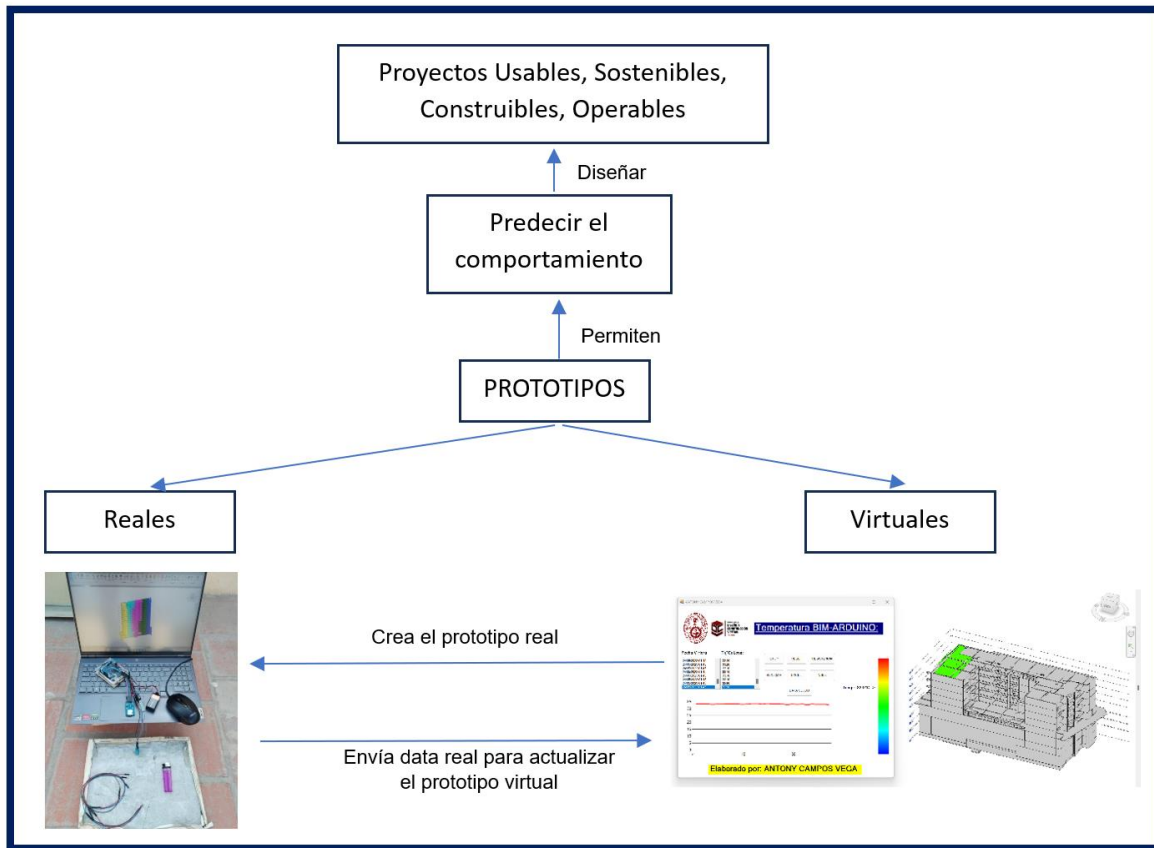 Proyectos Usables, Sostenibles,
Construibles, Operables
Diseñar
Predecir el
comportamiento
Permiten
PROTOTIPOS
Reales
Virtuales
Crea el prototipo real
Envía data real para actualizar
el prototipo virtual
Temperatura BIM-ARDUINO:
Elaborado por: ANTONY CAMPOS VEGA